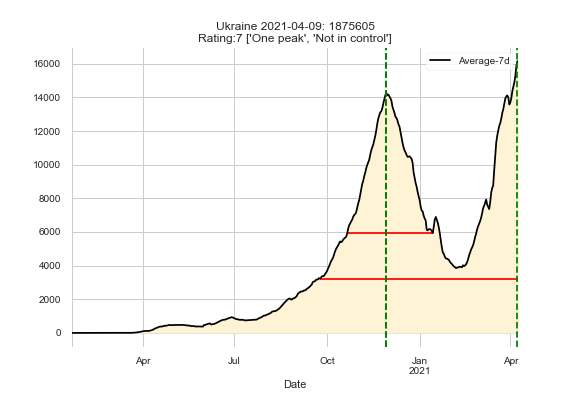 Ukraine 2021-04-09: 1875605
Rating:7 ['One peak', 'Not in control']
Average-7d
16000
14000
12000
10000
8000
6000
4000
2000
0
Apr Jul Oct Jan Apr
2021
Date